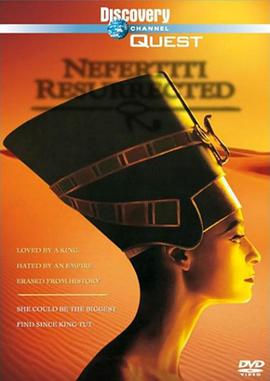 Discovery
CHANNEL
QUEST
NEFERTITI
RESURRECTED
LOVED BY A KING.
HATED BY AN EMPIRE.
ERASED FROM HISTORY.
SHE COULD BE THE BIGGEST
FIND SINCE KING TUT
DVD
VIDEO